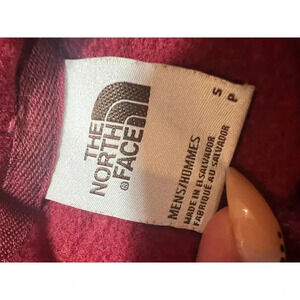 THE
NORTH
FACE®
S
P
MENS/HOMMES
MADE IN EL SALVADOR
FABRIQUÉ AU SALVADOR